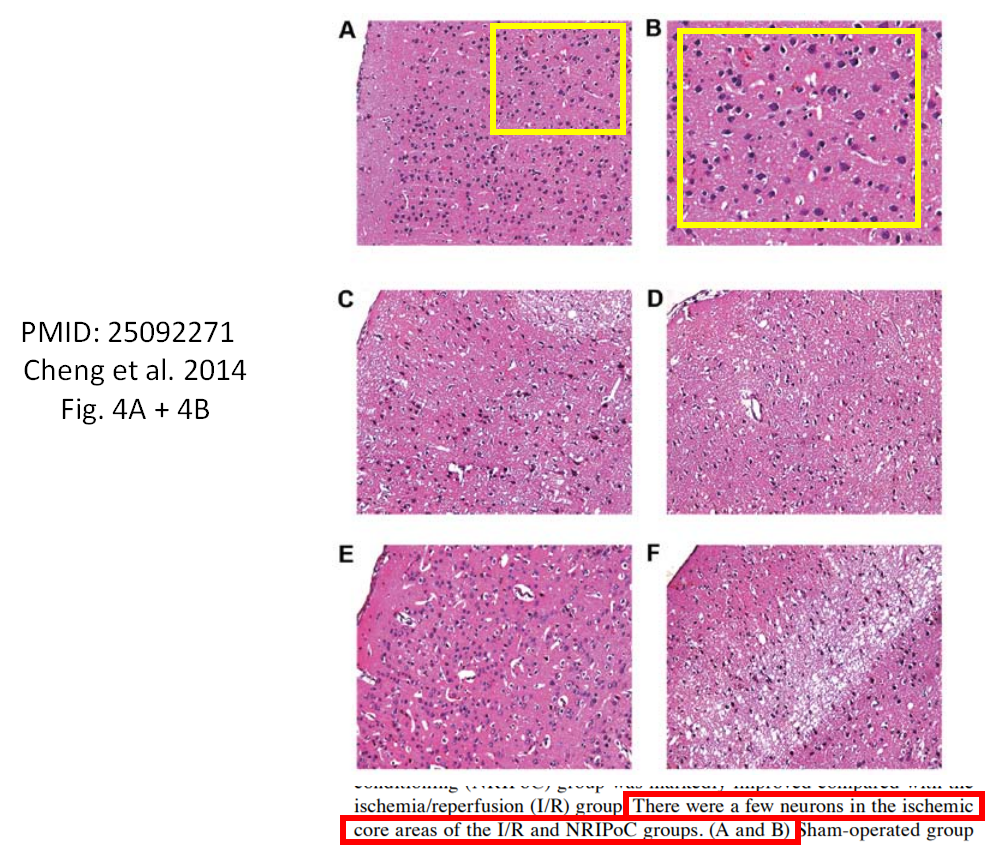 A
B
C
D
PMID: 25092271
Cheng et al. 2014
Fig. 4A + 4B
E
F
conditioning (NRIPoC) group was markedly improved compared with the
ischemia/reperfusion (I/R) group. There were a few neurons in the ischemic
core areas of the I/R and NRIPoC groups. (A and B) Sham-operated group